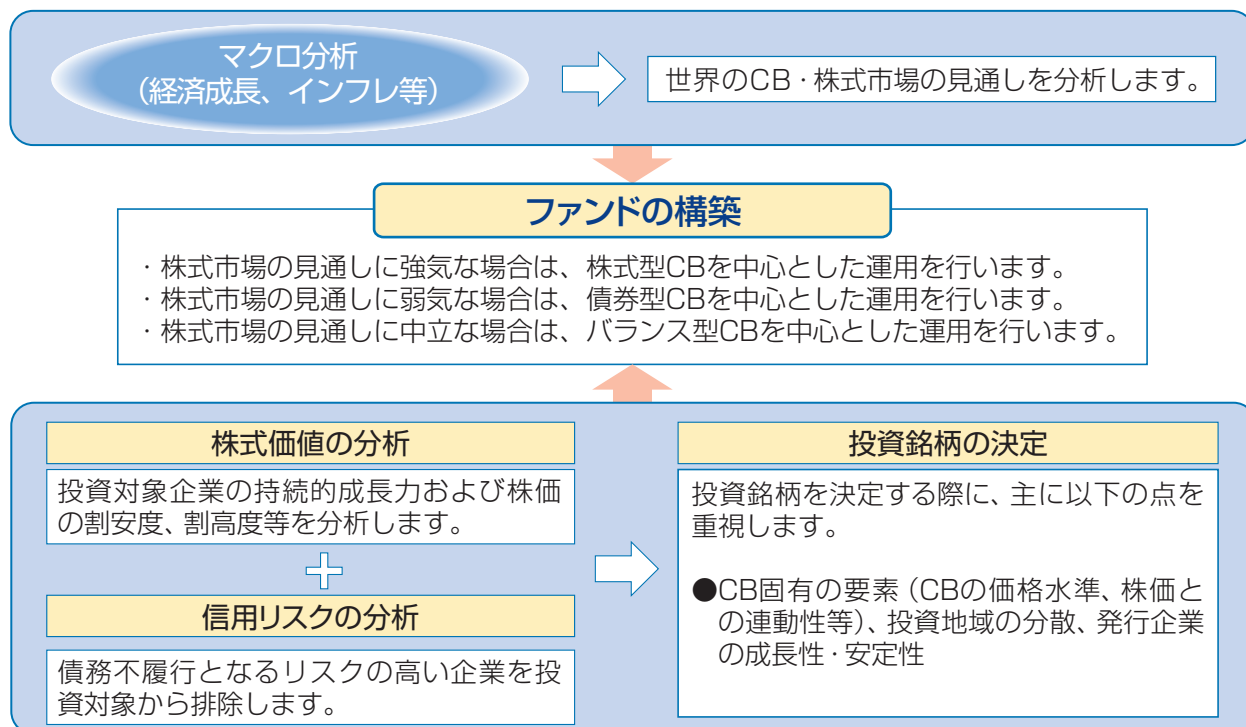 マクロ分析
（経済成長、インフレ等）
世界のCB・株式市場の見通しを分析します。
ファンドの構築
・株式市場の見通しに強気な場合は、株式型CBを中心とした運用を行います。
・株式市場の見通しに弱気な場合は、債券型CBを中心とした運用を行います。
・株式市場の見通しに中立な場合は、バランス型CBを中心とした運用を行います。
株式価値の分析
投資対象企業の持続的成長力および株価
の割安度、割高度等を分析します。
信用リスクの分析
債務不履行となるリスクの高い企業を投
資対象から排除します。
投資銘柄の決定
投資銘柄を決定する際に、主に以下の点を
重視します。
●CB固有の要素（CBの価格水準、株価と
の連動性等）、投資地域の分散、発行企業
の成長性・安定性